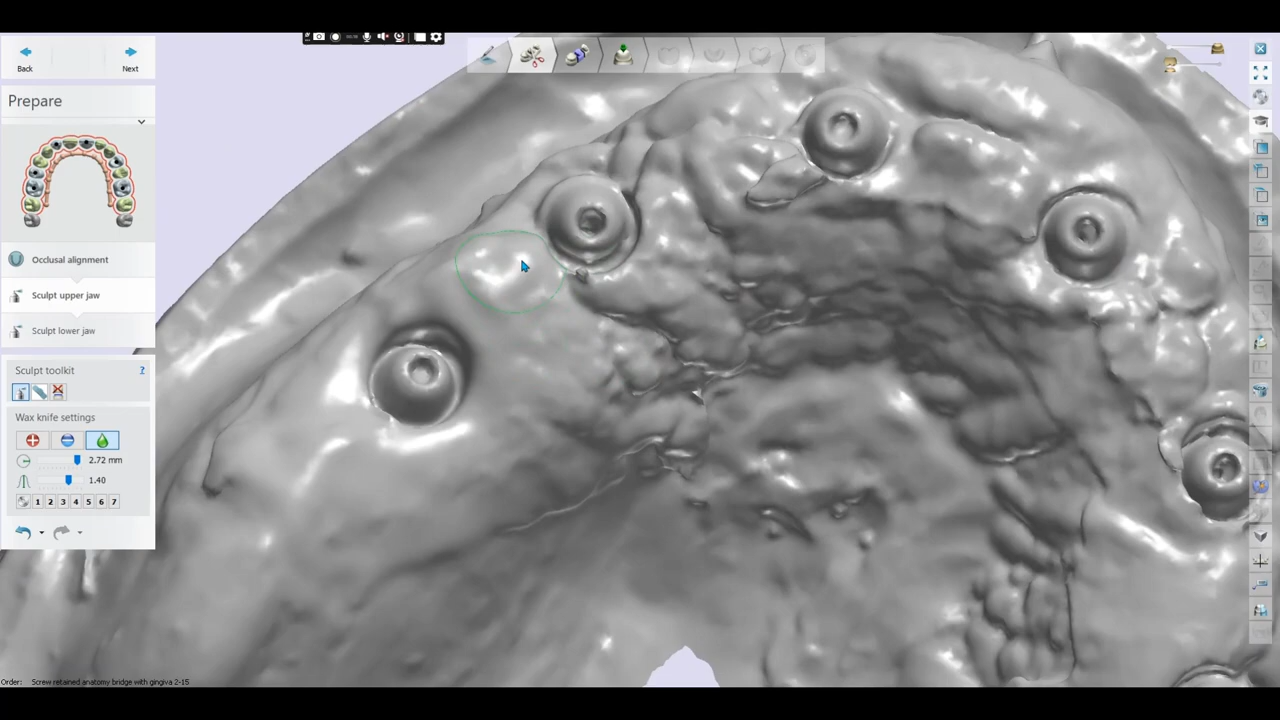 Back
Next
Prepare
Occlusal alignment
Sculpt upper jaw
Sculpt lower jaw
Sculpt toolkit
?
Wax knife settings
2.72 mm
1.40
1 2 3 4 5 6 7
Order: Screw retained anatomy bridge with gingiva 2-15